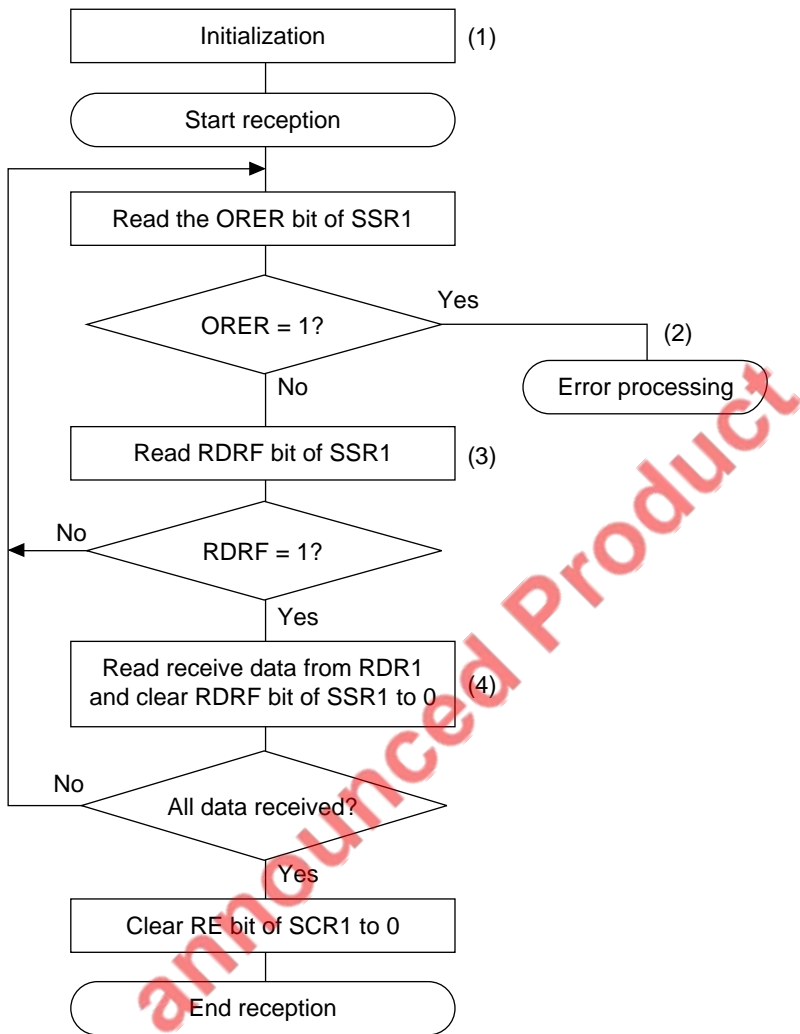 Initialization
(1)
Start reception
Read the ORER bit of SSR1
ORER = 1?
Yes
(2)
Error processing
No
Read RDRF bit of SSR1
(3)
No
RDRF = 1?
Yes
Read receive data from RDR1
and clear RDRF bit of SSR1 to 0
(4)
No
All data received?
Yes
Clear RE bit of SCR1 to 0
End reception
announced Product